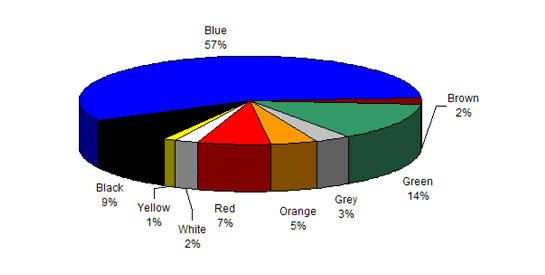 Blue
57%
Brown
2%
Green
14%
Grey
3%
Orange
5%
Red
7%
White
2%
Yellow
1%
Black
9%